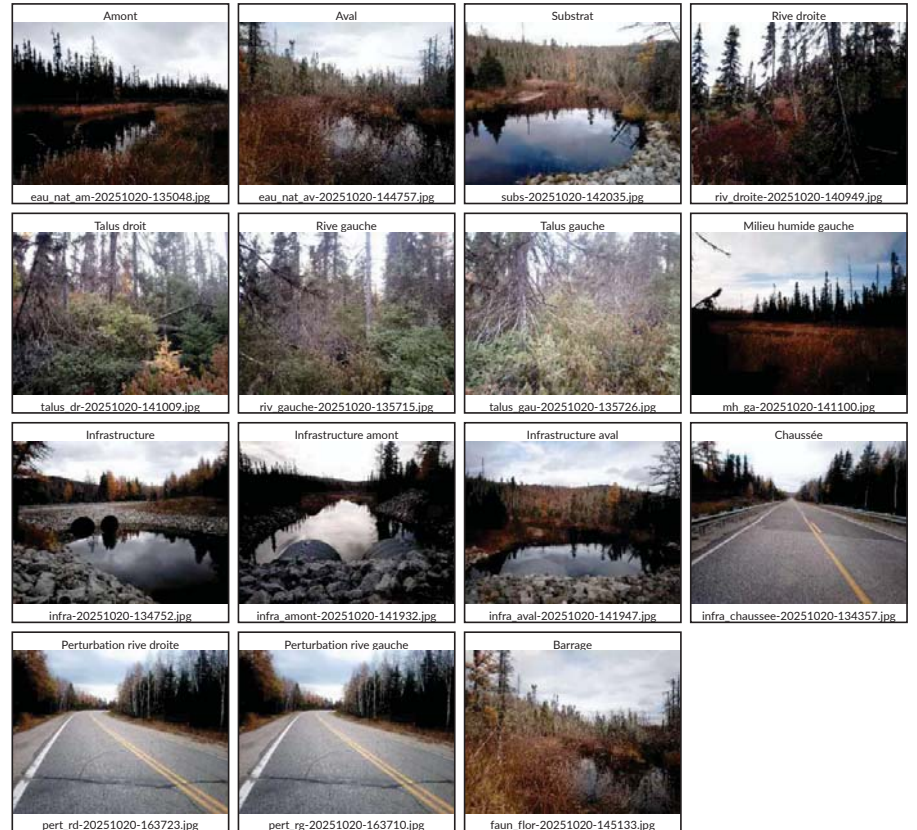 Amont
Aval
Substrat
Rive droite
eau_nat_am-20251020-135048.jpg
eau_nat_av-20251020-144757.jpg
subs-20251020-142035.jpg
riv_droite-20251020-140949.jpg
Talus droit
Rive gauche
Talus gauche
Milieu humide gauche
talus_dr-20251020-141009.jpg
riv_gauche-20251020-135715.jpg
talus_gau-20251020-135726.jpg
mh_ga-20251020-141100.jpg
Infrastructure
Infrastructure amont
Infrastructure aval
Chaussée
infra-20251020-134752.jpg
infra_amont-20251020-141932.jpg
infra_aval-20251020-141947.jpg
infra_chaussee-20251020-134357.jpg
Perturbation rive droite
Perturbation rive gauche
Barrage
pert_rd-20251020-163723.jpg
pert_rg-20251020-163710.jpg
faun_flor-20251020-145133.jpg